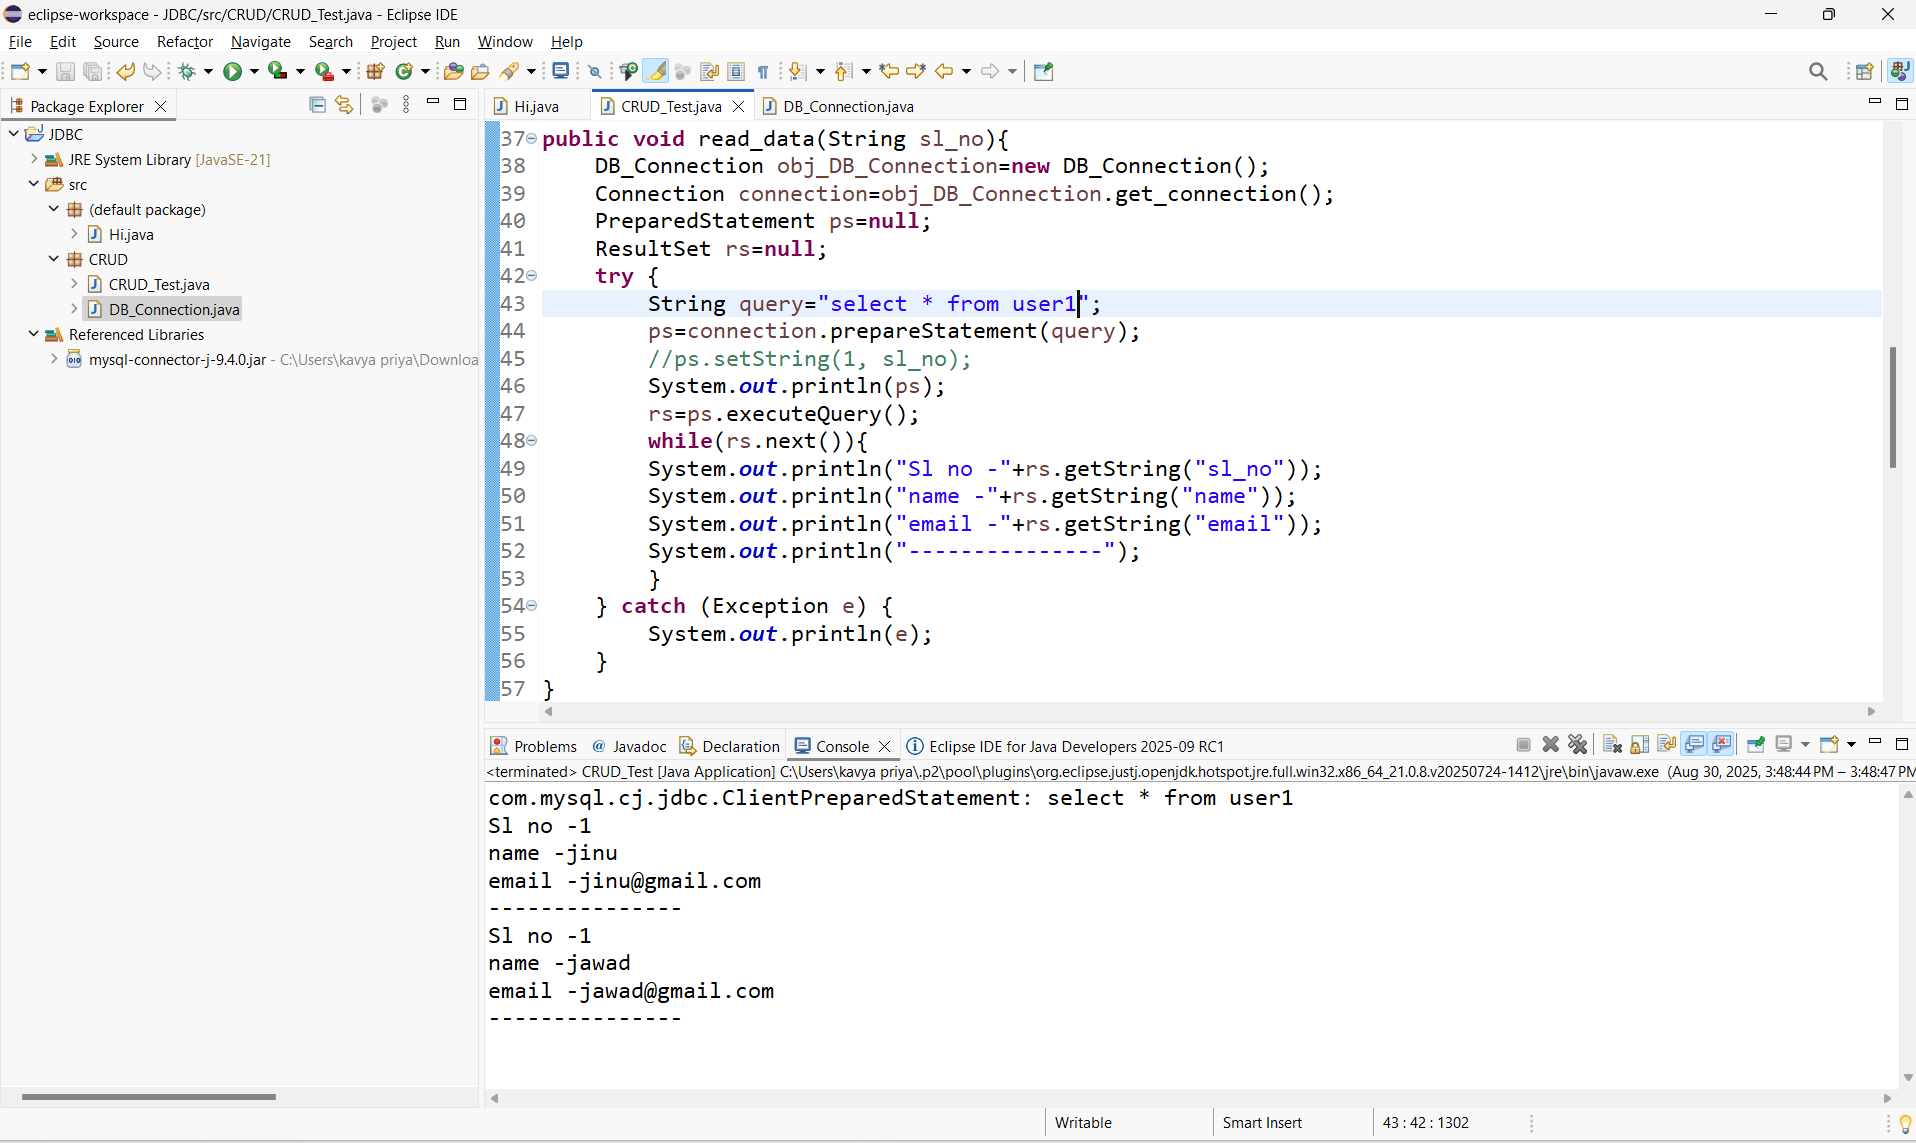 eclipse-workspace - JDBC/src/CRUD/CRUD_Test.java - Eclipse IDE
File Edit Source Refactor Navigate Search Project Run Window Help
Package Explorer
JDBC
JRE System Library [JavaSE-21]
src
(default package)
Hi.java
CRUD
CRUD_Test.java
DB_Connection.java
Referenced Libraries
mysql-connector-j-9.4.0.jar - C:\Users\kavya priya\Downloa
Hi.java CRUD_Test.java DB_Connection.java
37 public void read_data(String sl_no){
38 DB_Connection obj_DB_Connection=new DB_Connection();
39 Connection connection=obj_DB_Connection.get_connection();
40 PreparedStatement ps=null;
41 ResultSet rs=null;
42 try {
43 String query="select * from user1";
44 ps=connection.prepareStatement(query);
45 //ps.setString(1, sl_no);
46 System.out.println(ps);
47 rs=ps.executeQuery();
48 while(rs.next()){
49 System.out.println("Sl no -"+rs.getString("sl_no"));
50 System.out.println("name -"+rs.getString("name"));
51 System.out.println("email -"+rs.getString("email"));
52 System.out.println("---------------");
53 }
54 } catch (Exception e) {
55 System.out.println(e);
56 }
57 }
Problems @ Javadoc Declaration Console Eclipse IDE for Java Developers 2025-09 RC1
<terminated> CRUD_Test [Java Application] C:\Users\kavya priya\.p2\pool\plugins\org.eclipse.justj.openjdk.hotspot.jre.full.win32.x86_64_21.0.8.v20250724-1412\jre\bin\javaw.exe (Aug 30, 2025, 3:48:44 PM – 3:48:47 PM
com.mysql.cj.jdbc.ClientPreparedStatement: select * from user1
Sl no -1
name -jinu
email -jinu@gmail.com
---------------
Sl no -1
name -jawad
email -jawad@gmail.com
---------------
Writable Smart Insert 43 : 42 : 1302